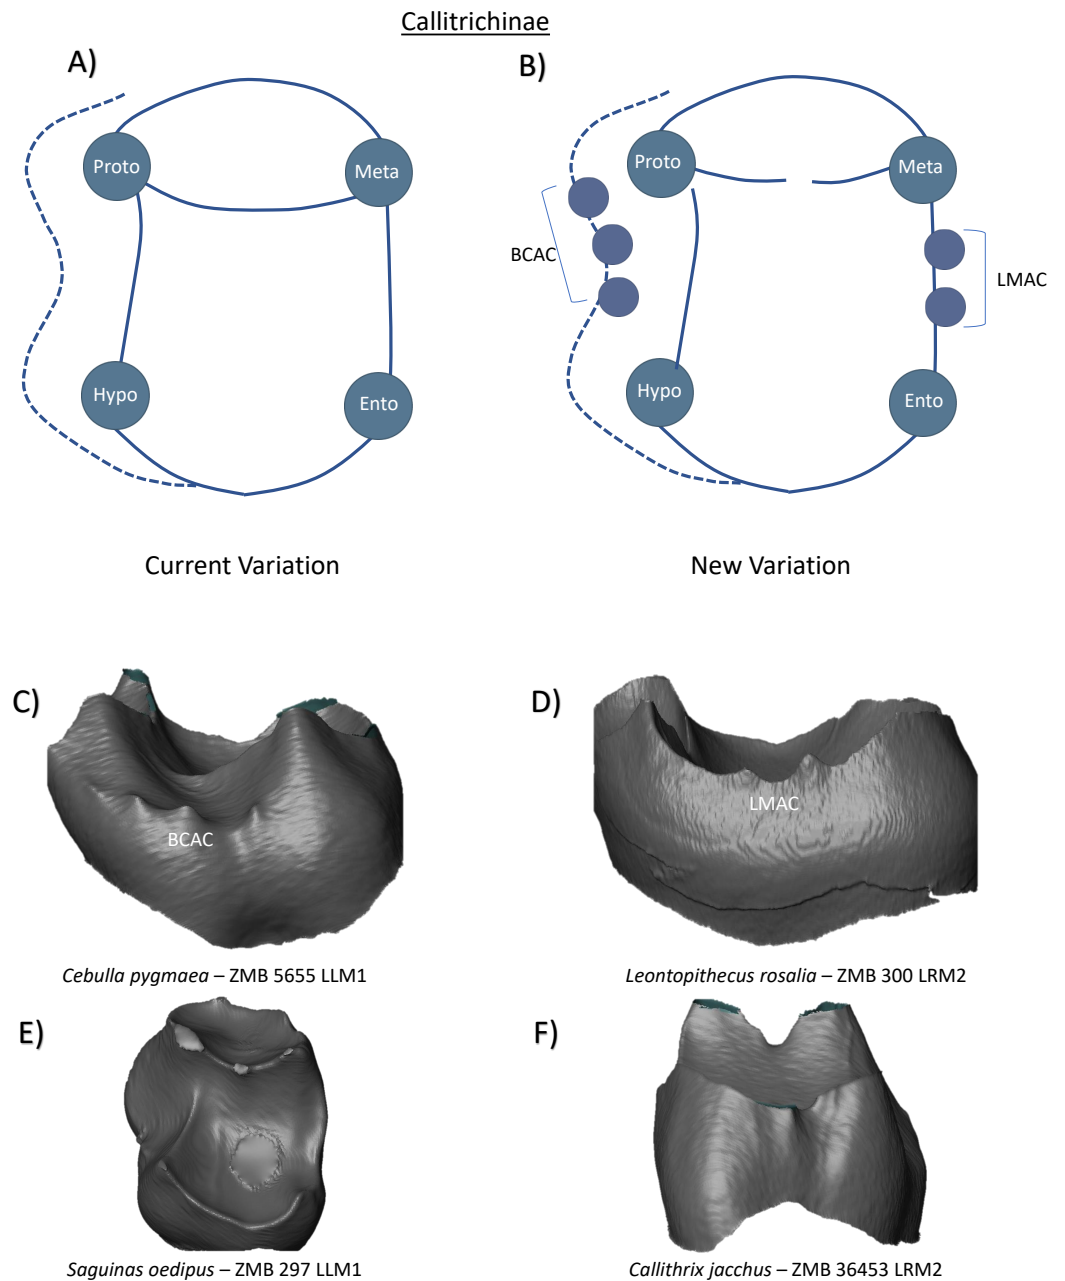 Callitrichinae
A)
B)
Proto
Meta
Proto
Meta
BCAC
LMAC
Hypo
Ento
Hypo
Ento
Current Variation
New Variation
C)
D)
BCAC
LMAC
Cebulla pygmaea – ZMB 5655 LLM1
Leontopithecus rosalia – ZMB 300 LRM2
E)
F)
Saguinas oedipus – ZMB 297 LLM1
Callithrix jacchus – ZMB 36453 LRM2